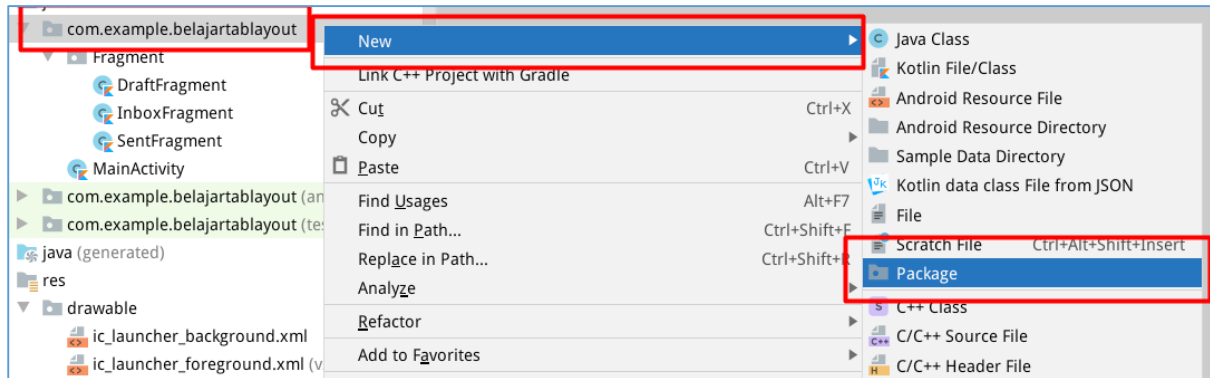 com.example.belajartablayout
Fragment
DraftFragment
InboxFragment
SentFragment
MainActivity
com.example.belajartablayout (an
com.example.belajartablayout (te
java (generated)
res
drawable
ic_launcher_background.xml
ic_launcher_foreground.xml (v
New
Link C++ Project with Gradle
Cut Ctrl+X
Copy
Paste Ctrl+V
Find Usages Alt+F7
Find in Path... Ctrl+Shift+F
Replace in Path... Ctrl+Shift+R
Analyze
Refactor
Add to Favorites
Java Class
Kotlin File/Class
Android Resource File
Android Resource Directory
Sample Data Directory
Kotlin data class File from JSON
File
Scratch File Ctrl+Alt+Shift+Insert
Package
C++ Class
C/C++ Source File
C/C++ Header File